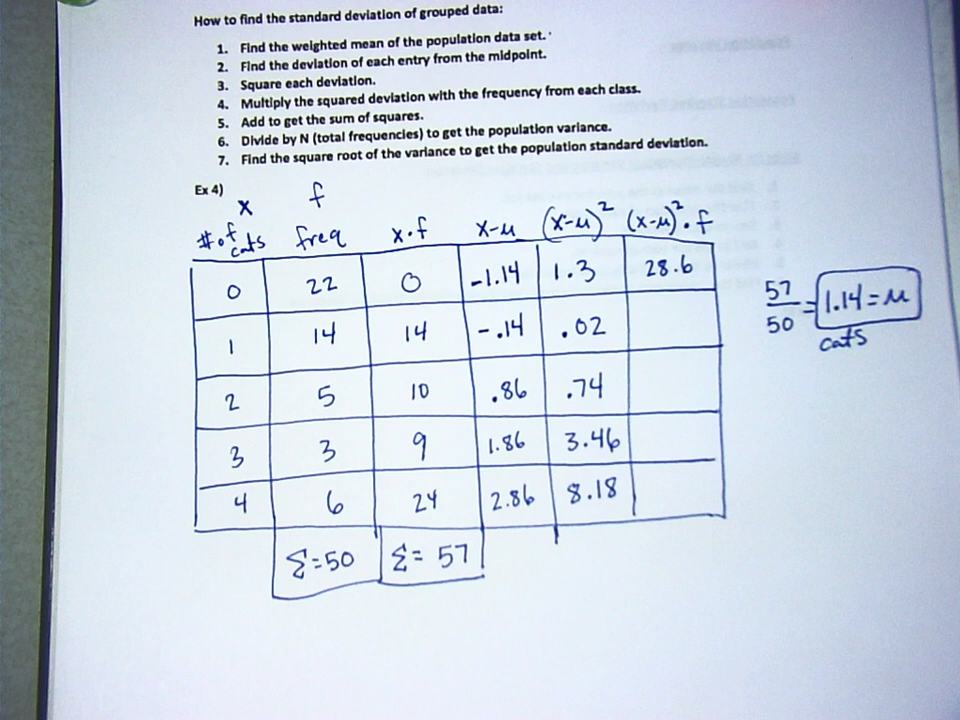 How to find the standard deviation of grouped data:
1. Find the weighted mean of the population data set.
2. Find the deviation of each entry from the midpoint.
3. Square each deviation.
4. Multiply the squared deviation with the frequency from each class.
5. Add to get the sum of squares.
6. Divide by N (total frequencies) to get the population variance.
7. Find the square root of the variance to get the population standard deviation.
Ex 4)
x f
# of cats freq x·f x-μ (x-μ)² (x-μ)²·f
0 22 0 -1.14 1.3 28.6
1 14 14 -.14 .02
2 5 10 .86 .74
3 3 9 1.86 3.46
4 6 24 2.86 8.18
Σ=50 Σ= 57
57/50 = 1.14=μ
cats